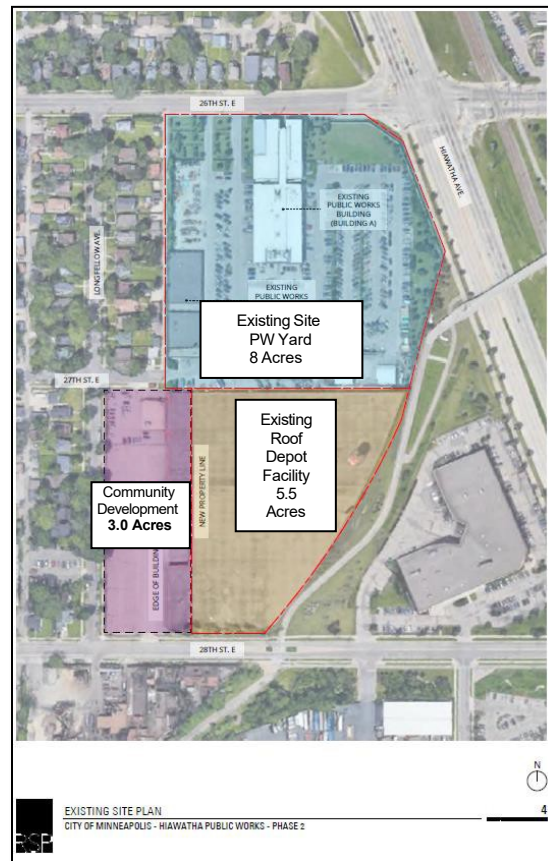 26TH ST. E
HIAWATHA AVE.
EXISTING
PUBLIC WORKS
BUILDING
(BUILDING A)
LONGFELLOW AVE.
EXISTING
PUBLIC WORKS
Existing Site
PW Yard
8 Acres
27TH ST. E
Existing
Roof
Depot
Facility
5.5
Acres
Community
Development
3.0 Acres
NEW PROPERTY LINE
EDGE OF BUILDING
28TH ST. E
N
RSP
EXISTING SITE PLAN
4
CITY OF MINNEAPOLIS - HIAWATHA PUBLIC WORKS - PHASE 2